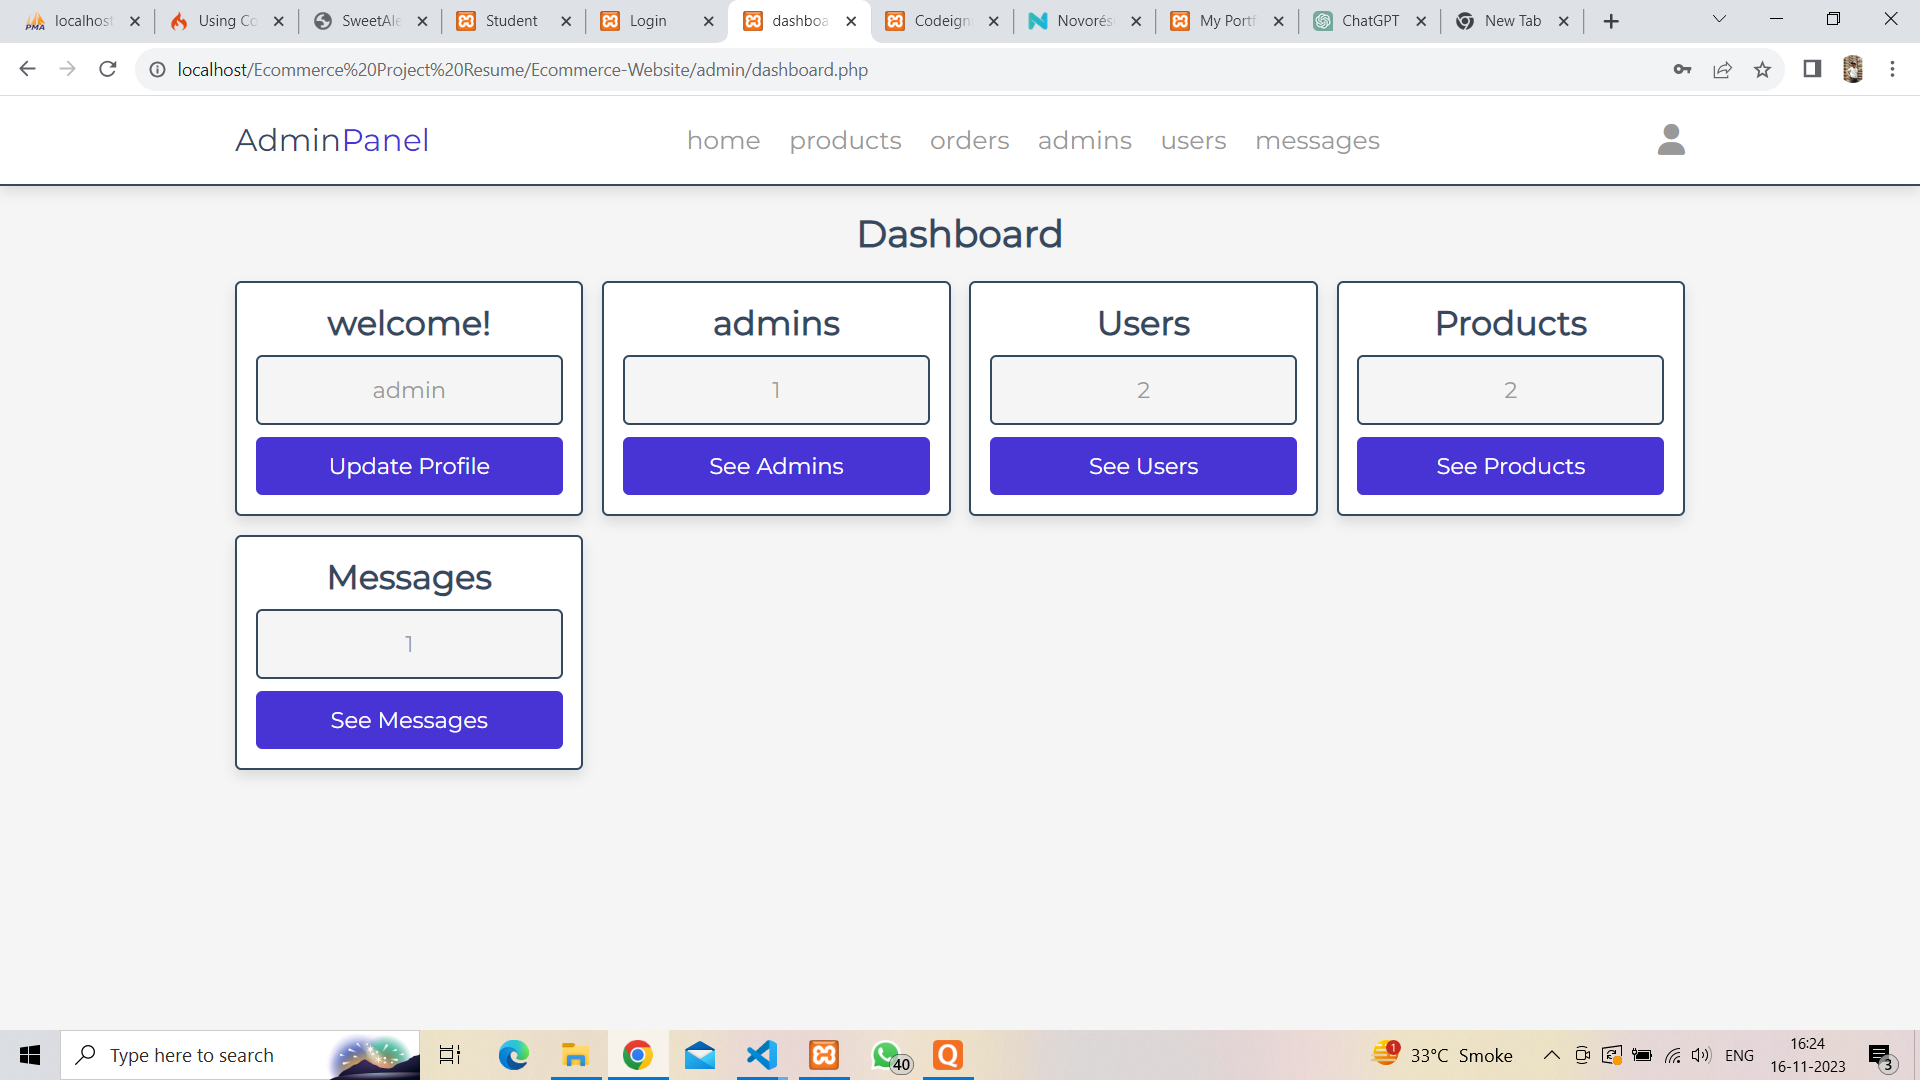 localhost
Using Co
SweetAle
Student
Login
dashboa
Codeign
Novorés
My Portf
ChatGPT
New Tab
localhost/Ecommerce%20Project%20Resume/Ecommerce-Website/admin/dashboard.php
AdminPanel
home products orders admins users messages
Dashboard
welcome!
admin
Update Profile
admins
1
See Admins
Users
2
See Users
Products
2
See Products
Messages
1
See Messages
Type here to search
40
1
33°C Smoke
ENG
16:24
16-11-2023
3